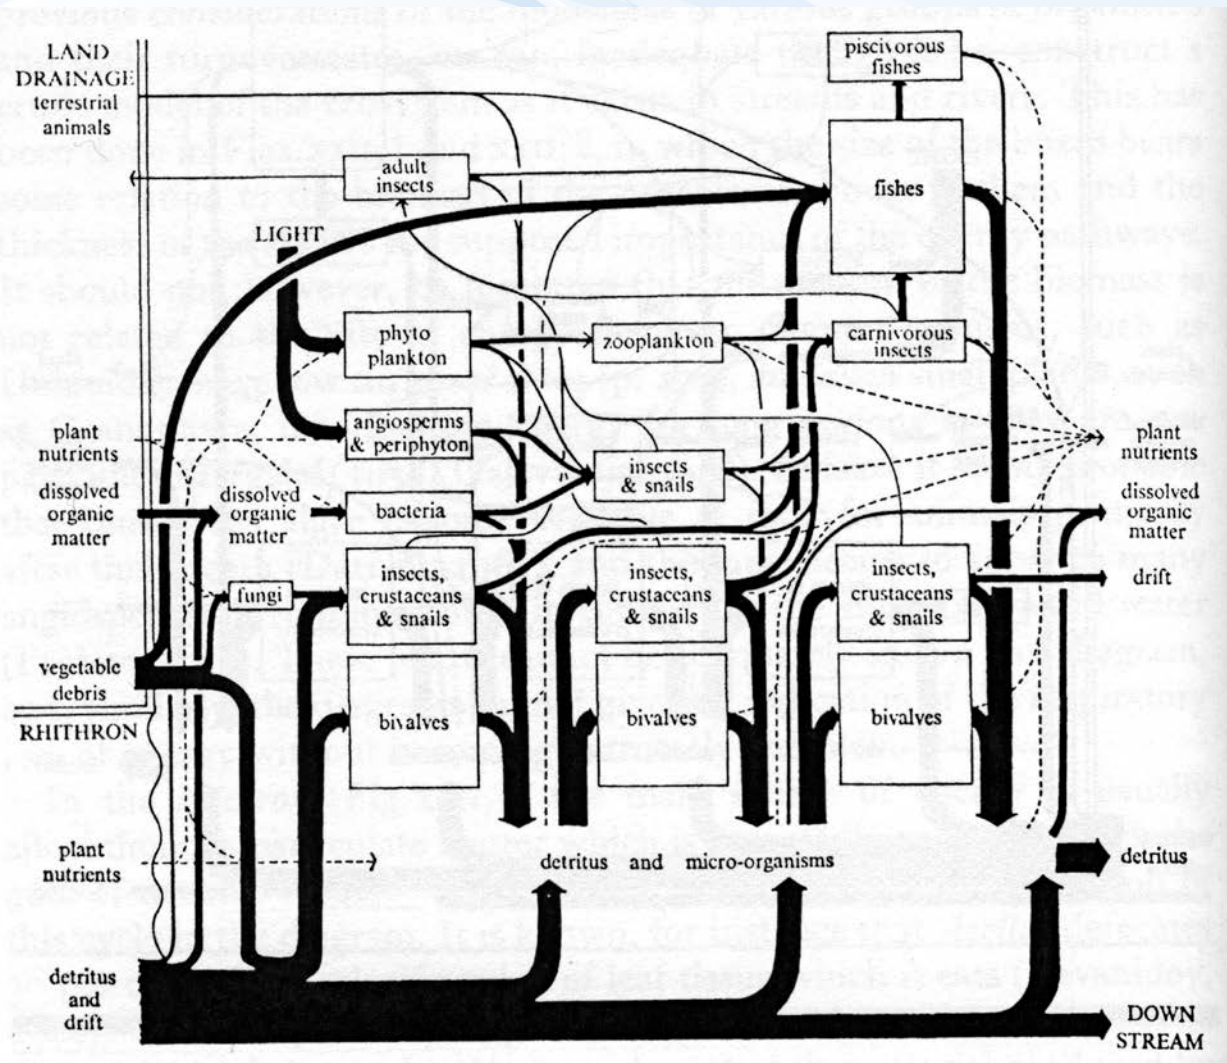 LAND
DRAINAGE
terrestrial
animals
piscivorous
fishes
adult
insects
fishes
LIGHT
phyt
plankton
zooplankton
carnivorous
insects
angiosperms
& periphyton
plant
nutrients
insects
& snails
plant
nutrients
dissolved
organic
matter
dissolved
organic
matter
bacteria
dissolved
organic
matter
fungi
insects,
crustaceans
& snails
insects,
crustaceans
& snails
insects,
crustaceans
& snails
drift
vegetable
debris
RHITHRON
bivalves
bivalves
bivalves
plant
nutrients
detritus and micro-organisms
detritus
detritus
and
drift
DOWN
STREAM